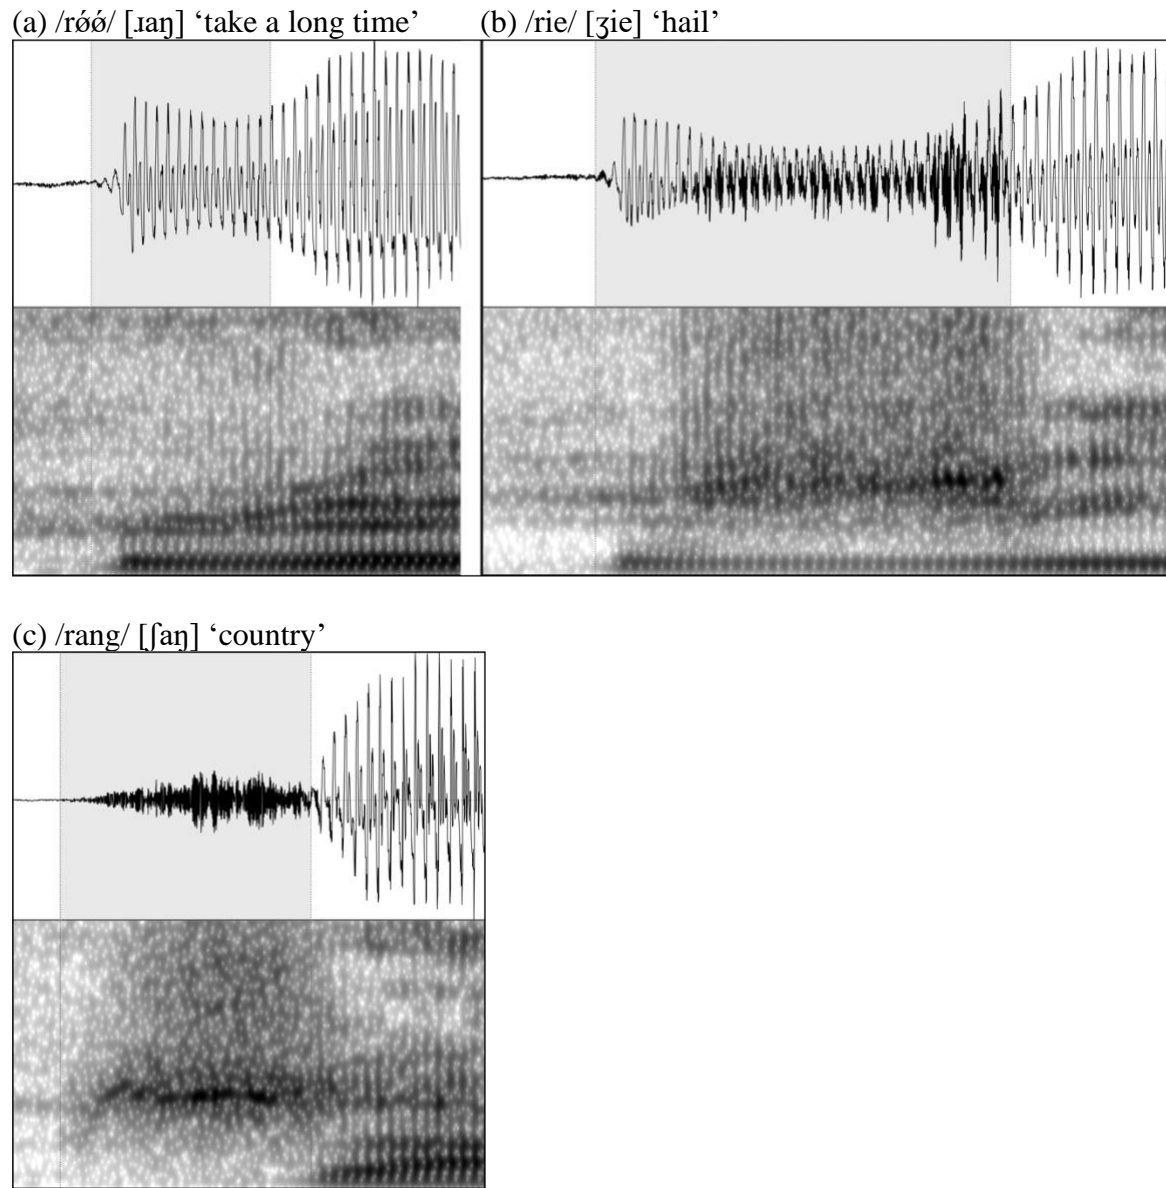 (a) /rǿǿ/ [ɹaŋ] ‘take a long time’
(b) /rie/ [ʒie] ‘hail’
(c) /rang/ [ʃaŋ] ‘country’